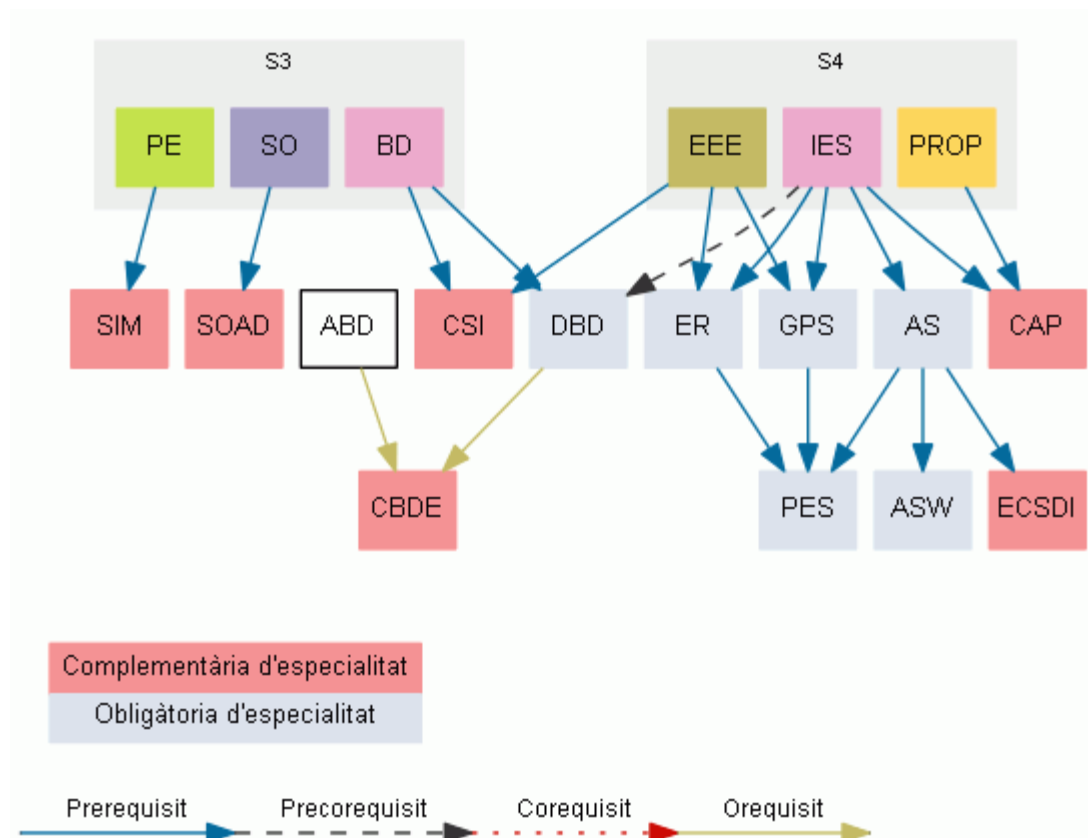 S3
S4
PE
SO
BD
EEE
IES
PROP
SIM
SOAD
ABD
CSI
DBD
ER
GPS
AS
CAP
CBDE
PES
ASW
ECSDI
Complementària d'especialitat
Obligàtoria d'especialitat
Prerequisit
Precorequisit
Corequisit
Orequisit